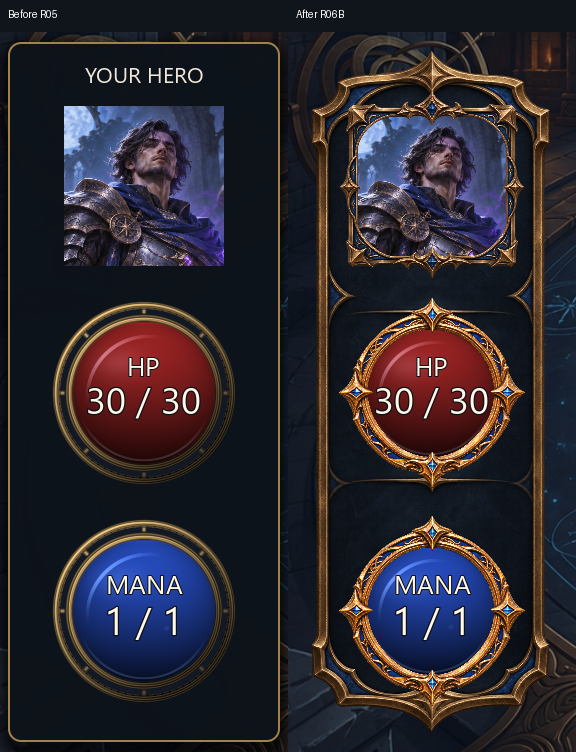 Before R05
After R06B
YOUR HERO
HP
30 / 30
MANA
1 / 1
HP
30 / 30
MANA
1 / 1